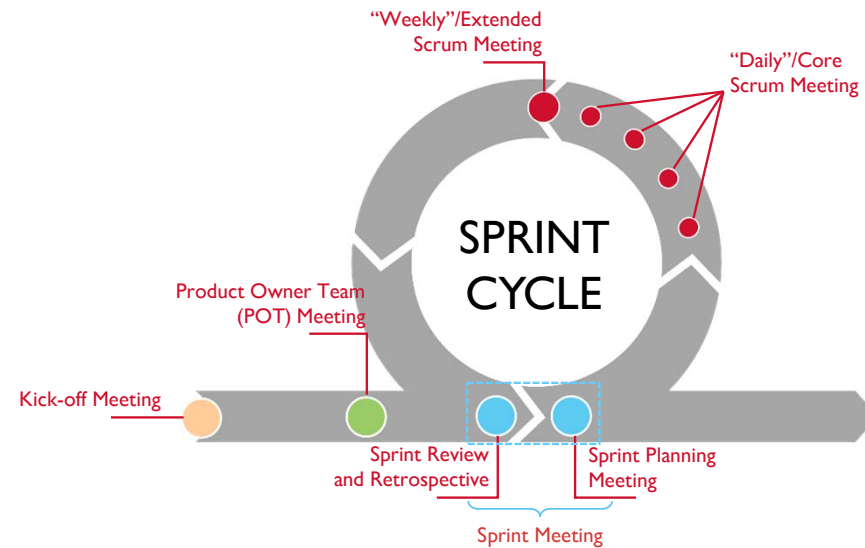 “Weekly”/Extended
Scrum Meeting
“Daily”/Core
Scrum Meeting
SPRINT
CYCLE
Product Owner Team
(POT) Meeting
Kick-off Meeting
Sprint Review
and Retrospective
Sprint Planning
Meeting
Sprint Meeting